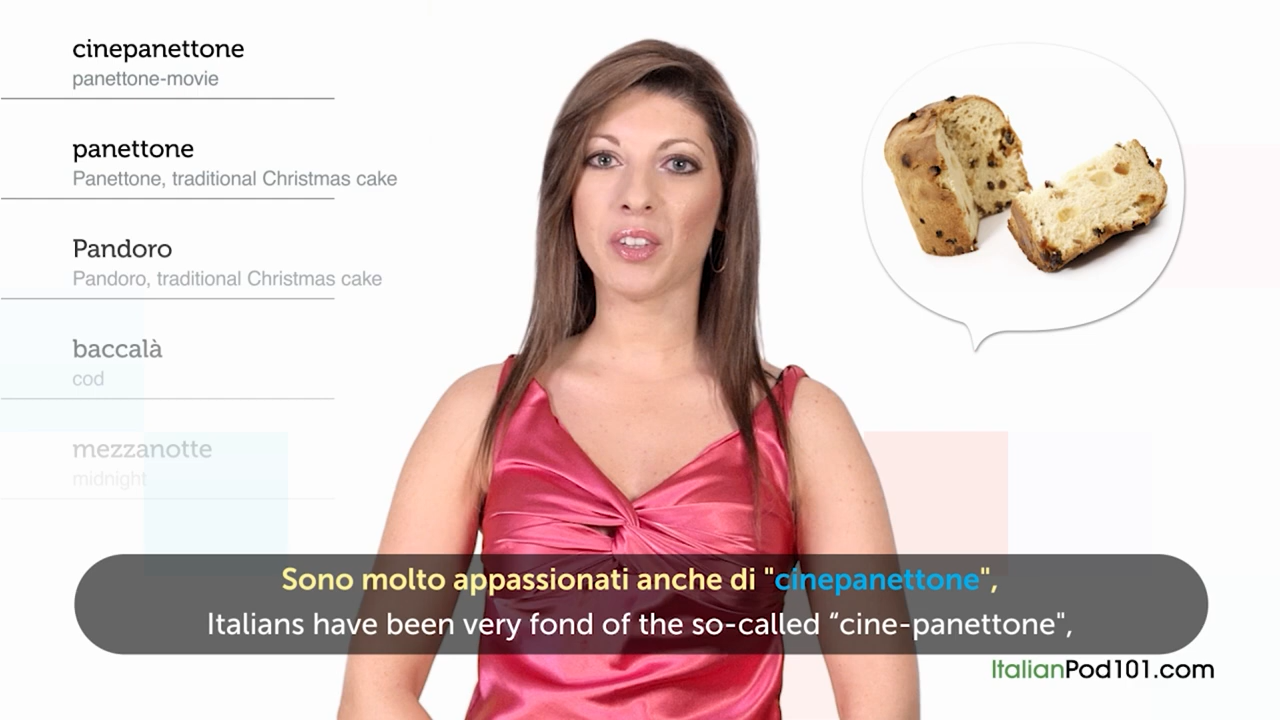 cinepanettone
panettone-movie
panettone
Panettone, traditional Christmas cake
Pandoro
Pandoro, traditional Christmas cake
baccalà
cod
mezzanotte
midnight
Sono molto appassionati anche di "cinepanettone",
Italians have been very fond of the so-called “cine-panettone",
ItalianPod101.com